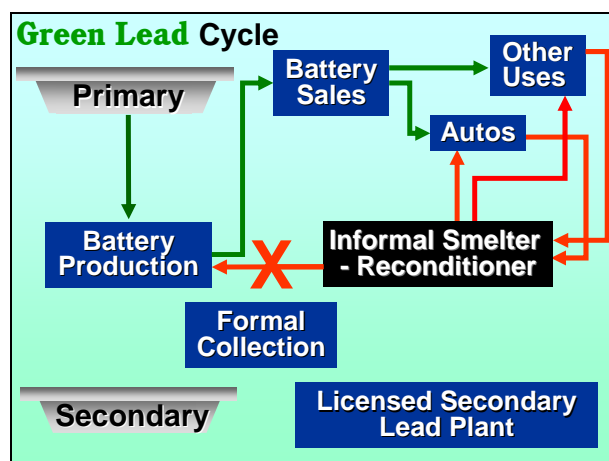 Green Lead Cycle
Primary
Battery
Sales
Other
Uses
Autos
Battery
Production
X
Informal Smelter
- Reconditioner
Formal
Collection
Secondary
Licensed Secondary
Lead Plant